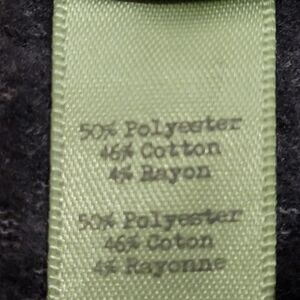 50% Polyester
46% Cotton
4% Rayon
50% Polyester
46% Coton
4% Rayonne